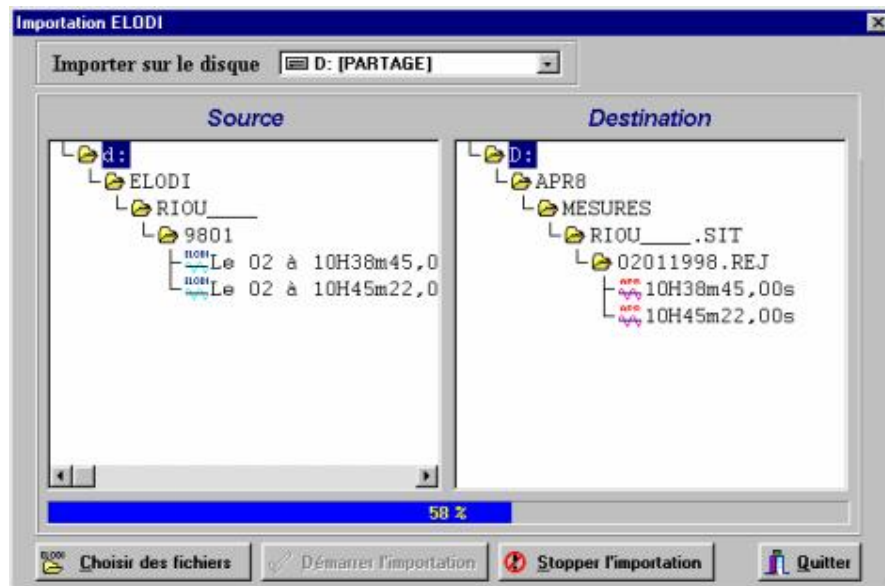 Importation ELODI
Importer sur le disque D: [PARTAGE]
Source
d:
ELODI
RIOU____
9801
Le 02 à 10H38m45,0
Le 02 à 10H45m22,0
Destination
D:
APR8
MESURES
RIOU____.SIT
02011998.REJ
10H38m45,00s
10H45m22,00s
58 %
Choisir des fichiers
Démarrer l'importation
Stopper l'importation
Quitter